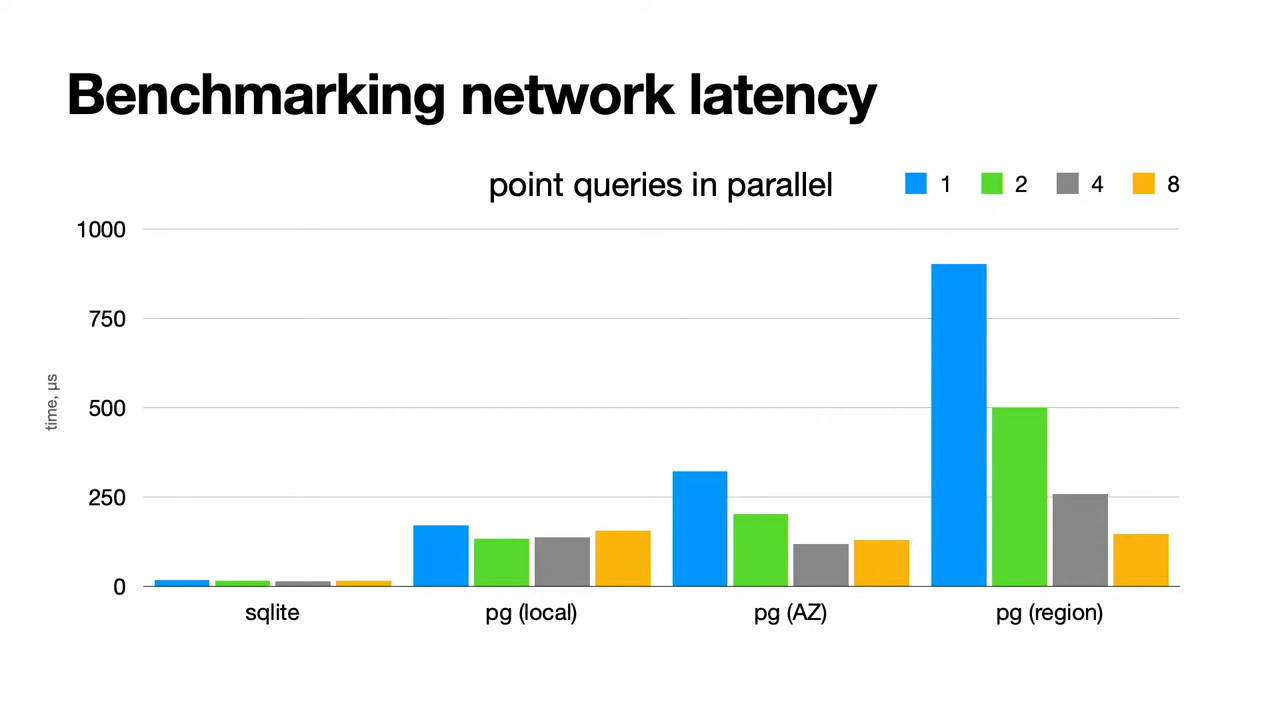 Benchmarking network latency
point queries in parallel
1 2 4 8
1000
750
500
250
0
time, µs
sqlite pg (local) pg (AZ) pg (region)